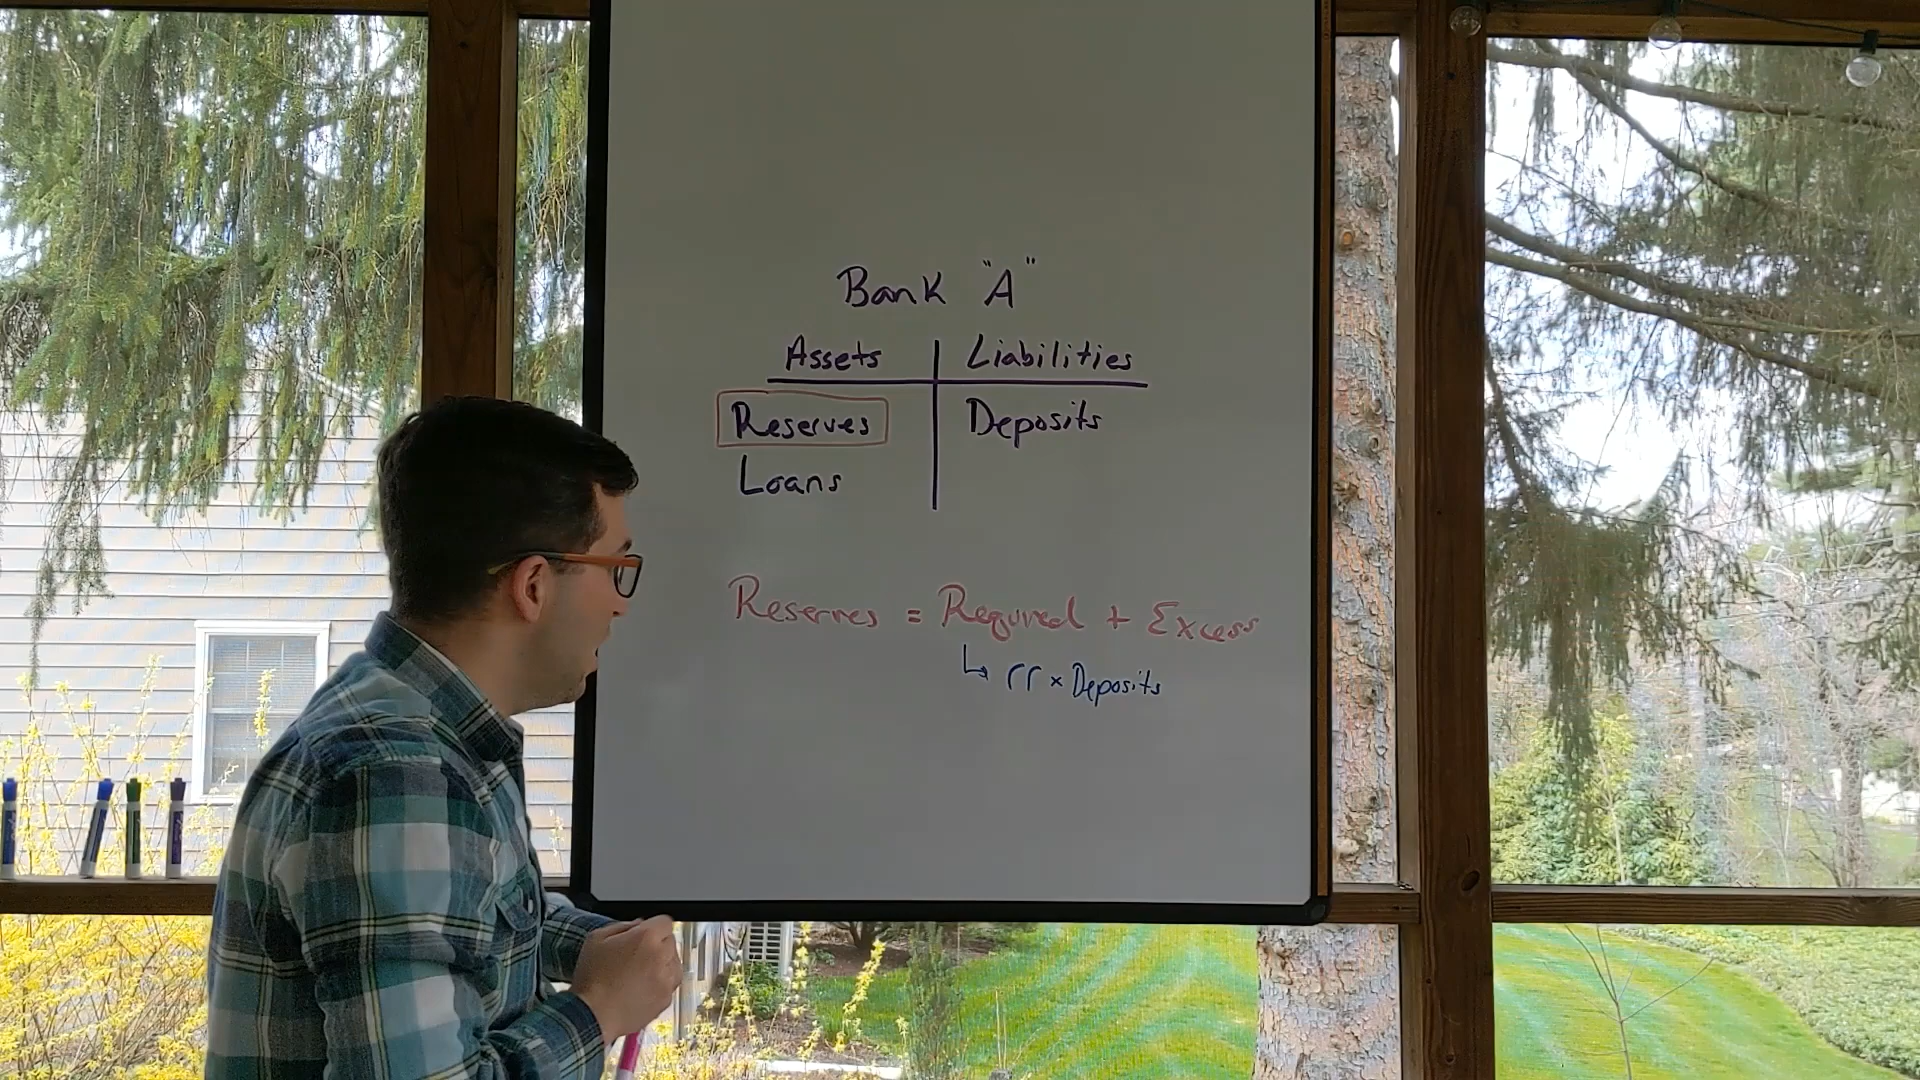 Bank "A"
Assets Liabilities
Reserves Deposits
Loans
Reserves = Required + Excess
↳ rr × Deposits